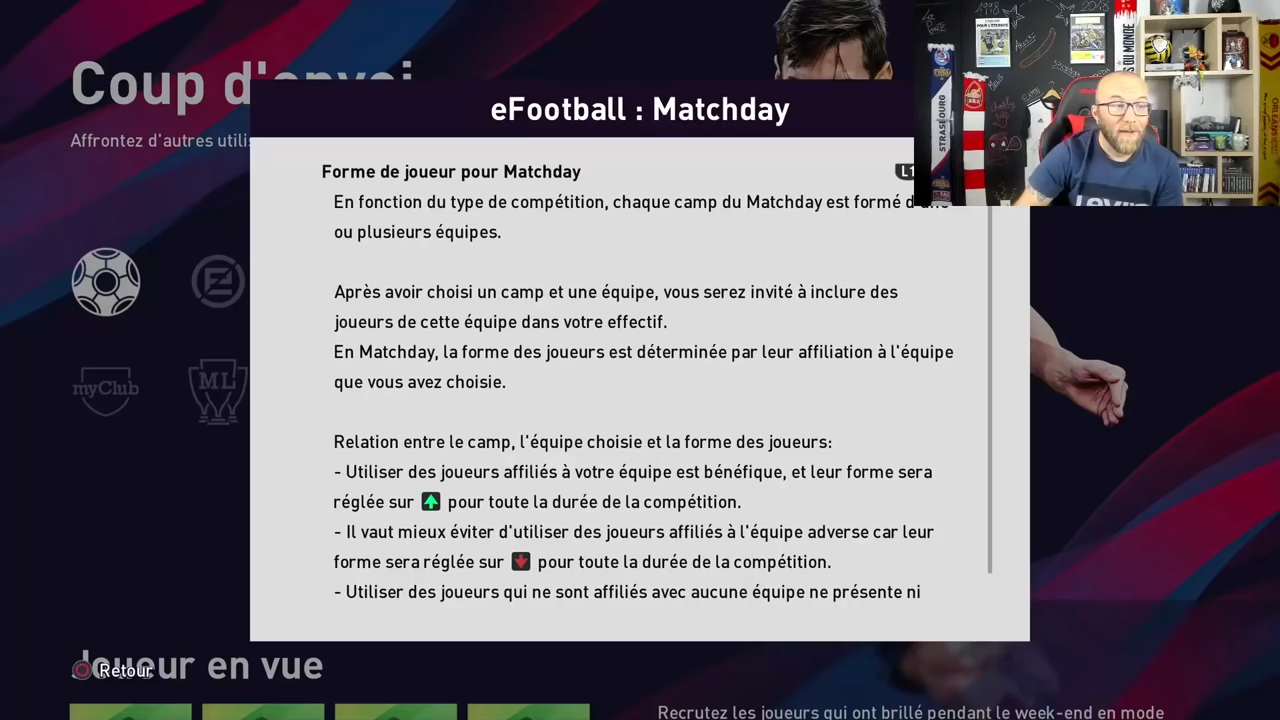 Coup d'envoi
Affrontez d'autres utilis
eFootball : Matchday
Forme de joueur pour Matchday
L1
En fonction du type de compétition, chaque camp du Matchday est formé d'une
ou plusieurs équipes.
Après avoir choisi un camp et une équipe, vous serez invité à inclure des
joueurs de cette équipe dans votre effectif.
En Matchday, la forme des joueurs est déterminée par leur affiliation à l'équipe
que vous avez choisie.
Relation entre le camp, l'équipe choisie et la forme des joueurs:
- Utiliser des joueurs affiliés à votre équipe est bénéfique, et leur forme sera
réglée sur pour toute la durée de la compétition.
- Il vaut mieux éviter d'utiliser des joueurs affiliés à l'équipe adverse car leur
forme sera réglée sur pour toute la durée de la compétition.
- Utiliser des joueurs qui ne sont affiliés avec aucune équipe ne présente ni
myClub
ML
Joueur en vue
Retour
Recrutez les joueurs qui ont brillé pendant le week-end en mode
1998
2018
STRASBOURG
DU MONDE